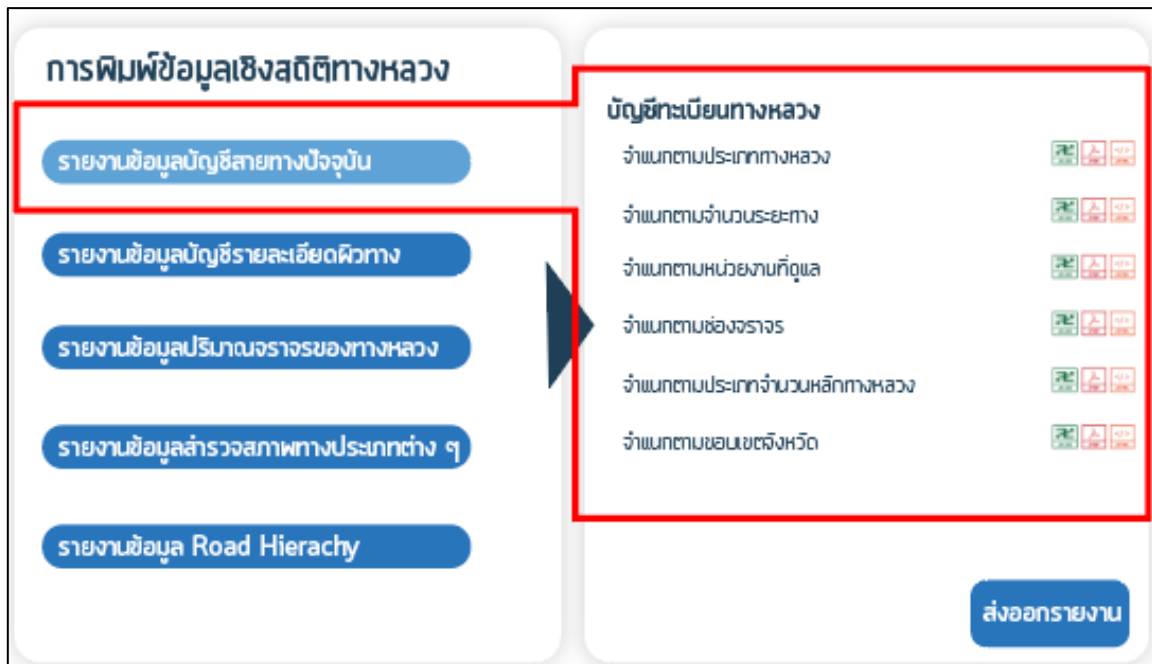 การพิมพ์ข้อมูลเชิงสถิติทางหลวง
รายงานข้อมูลบัญชีสายทางปัจจุบัน
รายงานข้อมูลบัญชีรายละเอียดผิวทาง
รายงานข้อมูลปริมาณจราจรของทางหลวง
รายงานข้อมูลสำรวจสภาพทางประเภทต่าง ๆ
รายงานข้อมูล Road Hierachy
บัญชีทะเบียนทางหลวง
จำแนกตามประเภททางหลวง
จำแนกตามจำนวนระยะทาง
จำแนกตามหน่วยงานที่ดูแล
จำแนกตามช่องจราจร
จำแนกตามประเภทจำนวนหลักทางหลวง
จำแนกตามขอบเขตจังหวัด
ส่งออกรายงาน